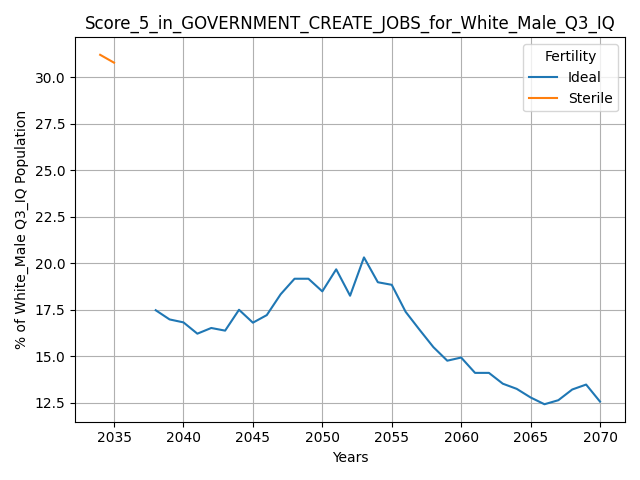 Score_5_in_GOVERNMENT_CREATE_JOBS_for_White_Male_Q3_IQ
Fertility
Ideal
Sterile
% of White_Male Q3_IQ Population
30.0
27.5
25.0
22.5
20.0
17.5
15.0
12.5
2035 2040 2045 2050 2055 2060 2065 2070
Years